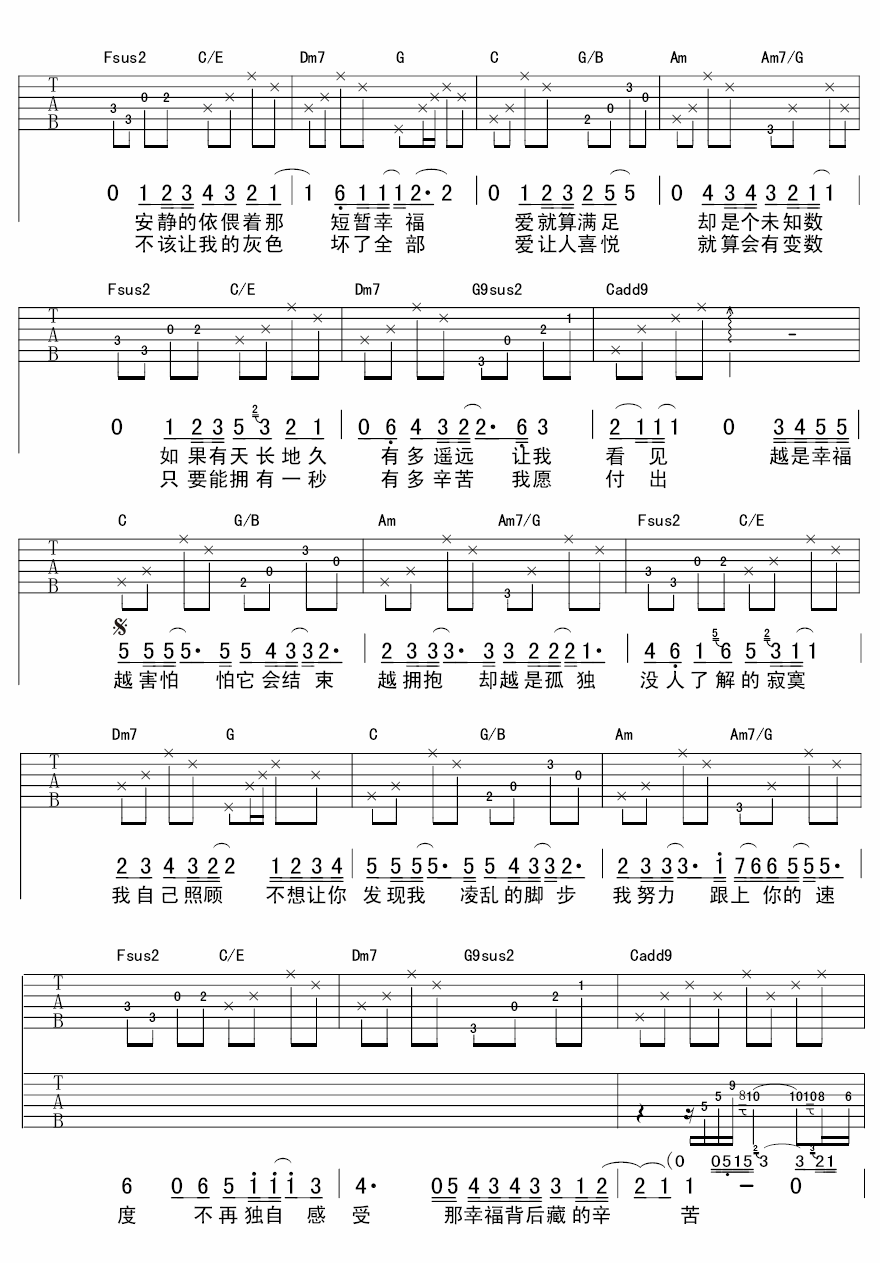 Fsus2 C/E Dm7 G C G/B Am Am7/G
T A B 3 3 0 2 2 0 3 0 3
0 1 2 3 4 3 2 1 1 6 1 1 1 2· 2 0 1 2 3 2 5 5 0 4 3 4 3 2 1 1
安静的依偎着那 短暂幸福 爱就算满足 却是个未知数
不该让我的灰色 坏了全部 爱让人喜悦 就算会有变数
Fsus2 C/E Dm7 G9sus2 Cadd9
T A B 3 3 0 2 3 0 2 1 -
0 1 2 3 5 2 3 2 1 0 6 4 3 2 2· 6 3 2 1 1 1 0 3 4 5 5
如果有天长地久 有多遥远 让我 看见 越是幸福
只要能拥有一秒 有多辛苦 我愿 付出
C G/B Am Am7/G Fsus2 C/E
T A B 2 0 3 0 3 3 3 0 2
5 5 5 5 5· 5 5 4 3 3 2· 2 3 3 3· 3 3 2 2 2 1· 4 6 1 5 6 5 2 3 1 1
越害怕 怕它会结束 越拥抱 却越是孤独 没人了解的寂寞
Dm7 G C G/B Am Am7/G
T A B 2 0 3 0 3
2 3 4 3 2 2 1 2 3 4 5 5 5 5· 5 5 4 3 3 2· 2 3 3 3· 1 7 6 6 5 5 5·
我自己照顾 不想让你 发现我 凌乱的脚步 我努力 跟上你的速
Fsus2 C/E Dm7 G9sus2 Cadd9
T A B 3 3 0 2 3 0 2 1
T A B 5 5 9 8 10 10 10 8 6
(0 0 5 1 5 2 3 3 3 2 1
6 0 6 5 1 1 1 3 4· 0 5 4 3 4 3 3 1 2 2 1 1 - 0
度 不再独自感受 那幸福背后藏的辛苦